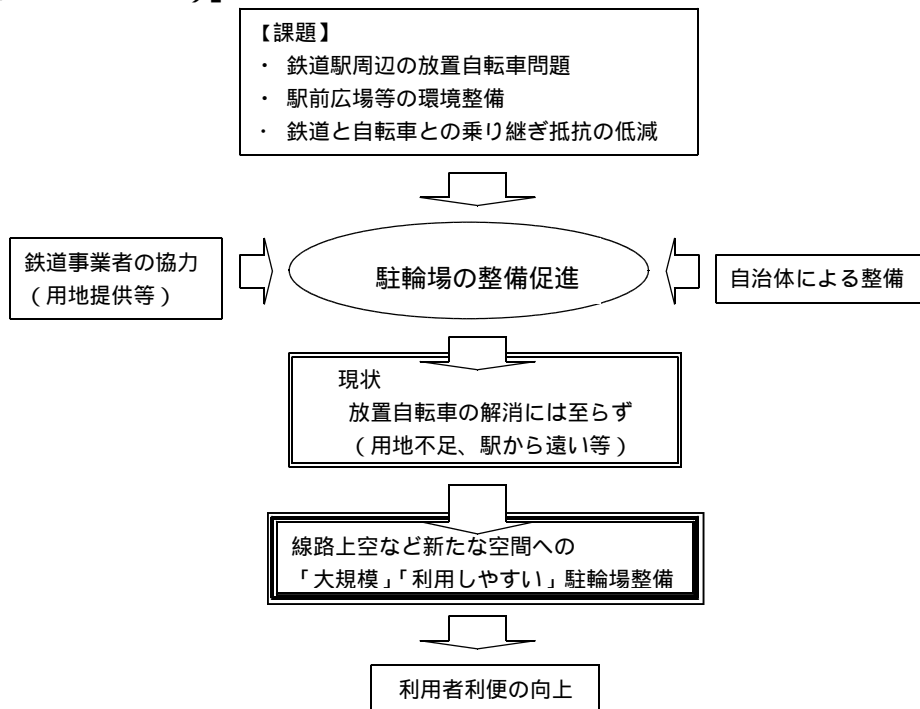 【課題】
・ 鉄道駅周辺の放置自転車問題
・ 駅前広場等の環境整備
・ 鉄道と自転車との乗り継ぎ抵抗の低減
鉄道事業者の協力
（用地提供等）
駐輪場の整備促進
自治体による整備
現状
放置自転車の解消には至らず
（用地不足、駅から遠い等）
線路上空など新たな空間への
「大規模」「利用しやすい」駐輪場整備
利用者利便の向上